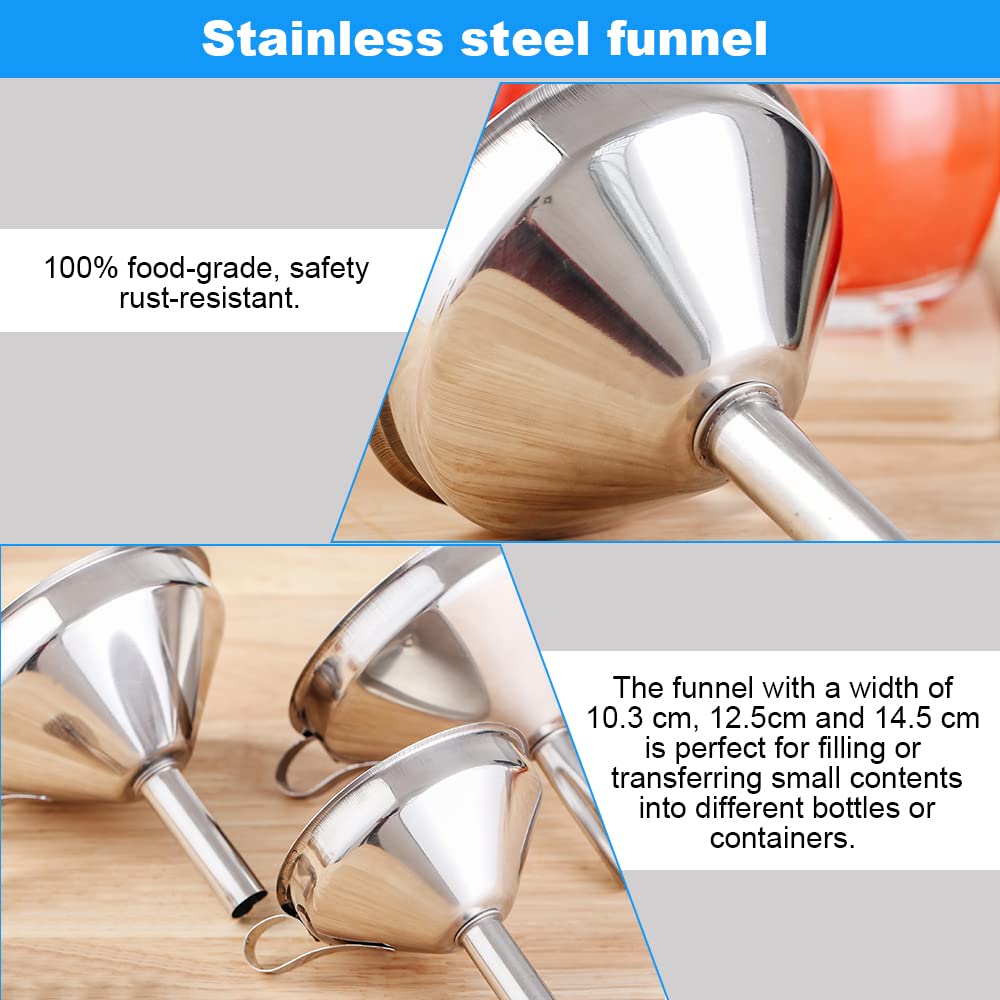 Stainless steel funnel
100% food-grade, safety
rust-resistant.
The funnel with a width of
10.3 cm, 12.5cm and 14.5 cm
is perfect for filling or
transferring small contents
into different bottles or
containers.